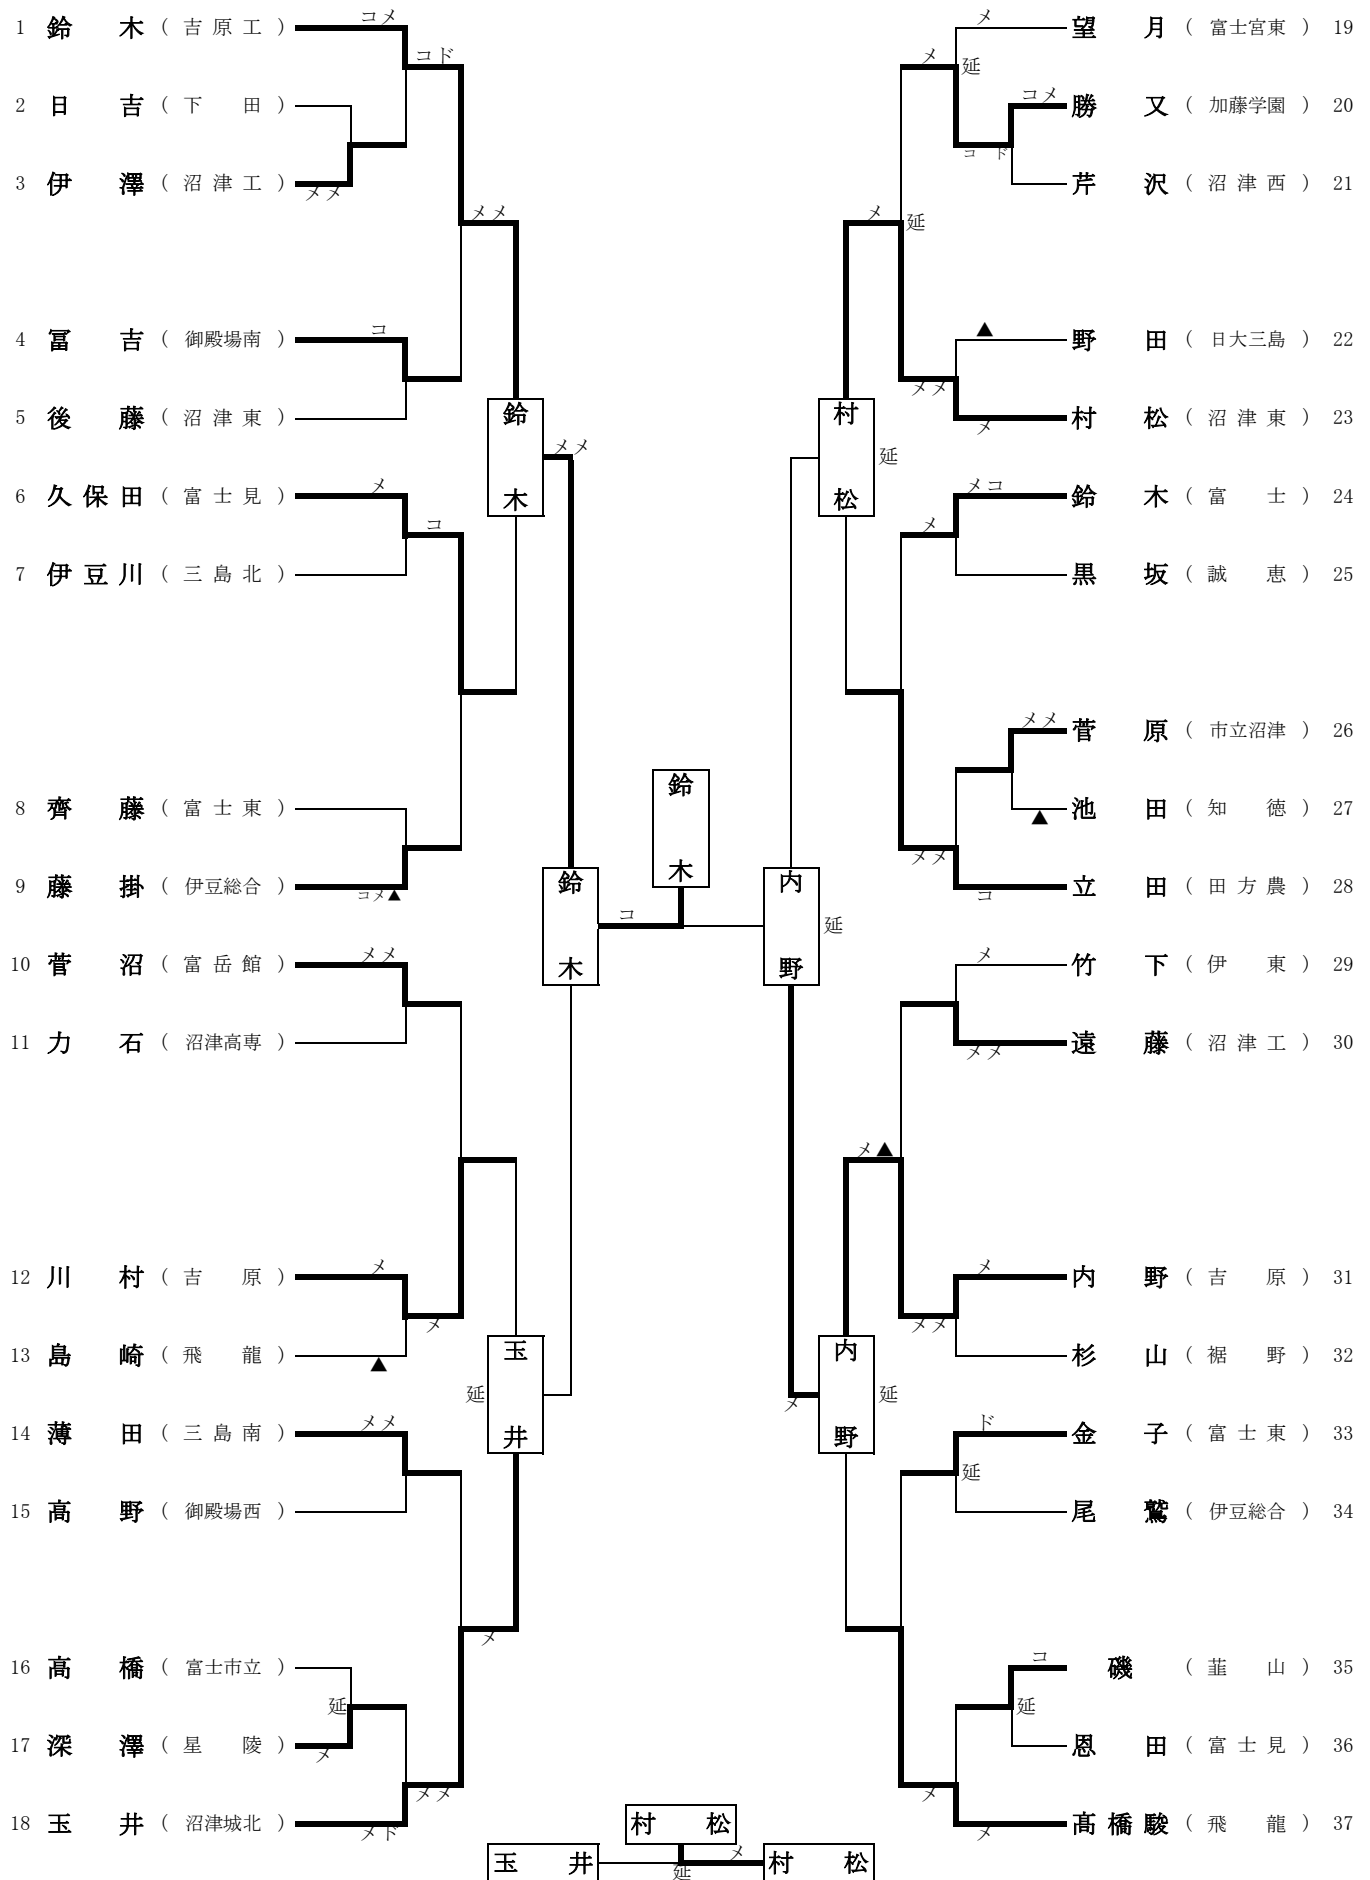 1 鈴木 (吉原工) コメ
コド
2 日吉 (下田)
3 伊澤 (沼津工) メメ
メメ
4 冨吉 (御殿場南) コ
5 後藤 (沼津東)
鈴木 メメ
6 久保田 (富士見) メ
コ
7 伊豆川 (三島北)
8 齊藤 (富士東)
9 藤掛 (伊豆総合) コメ▲
鈴木 コ
10 菅沼 (富岳館) メメ
11 力石 (沼津高専)
12 川村 (吉原) メ
メ
13 島崎 (飛龍) ▲
延 玉井
14 薄田 (三島南) メメ
15 高野 (御殿場西)
メ
16 高橋 (富士市立)
延
17 深澤 (星陵) メ
メメ
18 玉井 (沼津城北) メド
鈴木
メ 望月 (富士宮東) 19
メ 延
コメ 勝又 (加藤学園) 20
コド
芹沢 (沼津西) 21
メ 延
▲ 野田 (日大三島) 22
メメ
メ 村松 (沼津東) 23
村松 延
メコ 鈴木 (富士) 24
メ
黒坂 (誠恵) 25
メメ 菅原 (市立沼津) 26
▲ 池田 (知徳) 27
メメ
コ 立田 (田方農) 28
内野 延
メ 竹下 (伊東) 29
メメ 遠藤 (沼津工) 30
メ▲
メ 内野 (吉原) 31
メメ
杉山 (裾野) 32
メ 内野 延
ド 金子 (富士東) 33
延
尾鷲 (伊豆総合) 34
コ 磯 (韮山) 35
延
恩田 (富士見) 36
メ
メ 髙橋駿 (飛龍) 37
村松
玉井 延 メ 村松